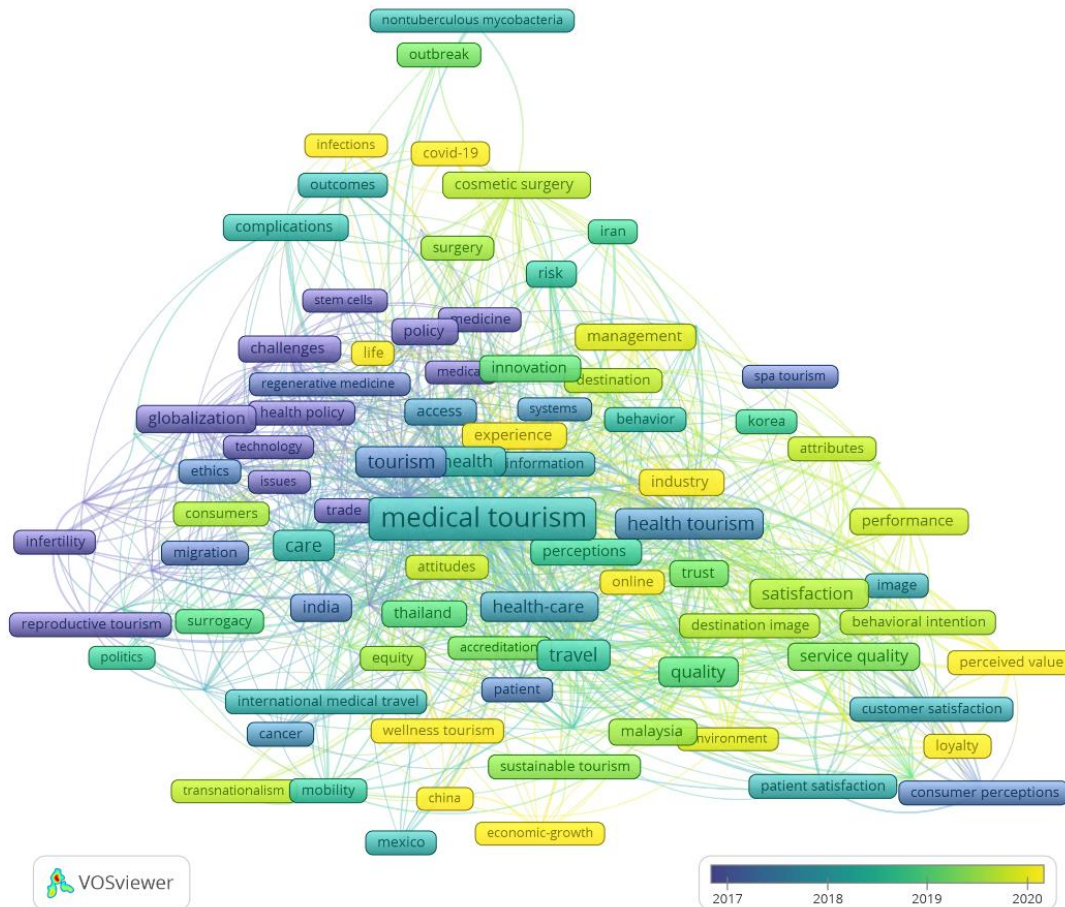 nontuberculous mycobacteria
outbreak
infections
covid-19
outcomes
cosmetic surgery
complications
iran
surgery
risk
stem cells
medicine
policy
management
challenges
life
innovation
medical
destination
spa tourism
regenerative medicine
access
systems
behavior
korea
globalization
health policy
experience
technology
attributes
tourism
health
information
ethics
issues
industry
consumers
trade
medical tourism
health tourism
performance
infertility
migration
care
perceptions
attitudes
online
trust
image
satisfaction
india
health-care
thailand
reproductive tourism
surrogacy
destination image
behavioral intention
politics
equity
accreditation
travel
quality
service quality
perceived value
patient
international medical travel
customer satisfaction
cancer
wellness tourism
malaysia
environment
loyalty
sustainable tourism
transnationalism
mobility
china
patient satisfaction
consumer perceptions
mexico
economic-growth
VOSviewer
2017 2018 2019 2020